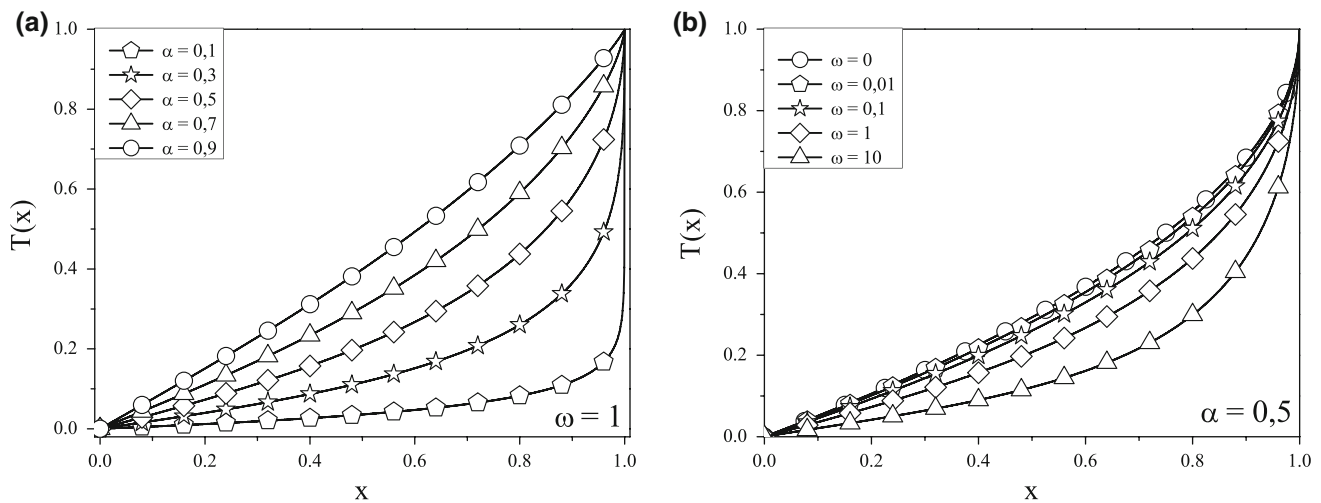 (a)
1.0
0.8
0.6
0.4
0.2
0.0
T(x)
α = 0,1
α = 0,3
α = 0,5
α = 0,7
α = 0,9
ω = 1
0.0 0.2 0.4 0.6 0.8 1.0
x
(b)
1.0
0.8
0.6
0.4
0.2
0.0
T(x)
ω = 0
ω = 0,01
ω = 0,1
ω = 1
ω = 10
α = 0,5
0.0 0.2 0.4 0.6 0.8 1.0
x